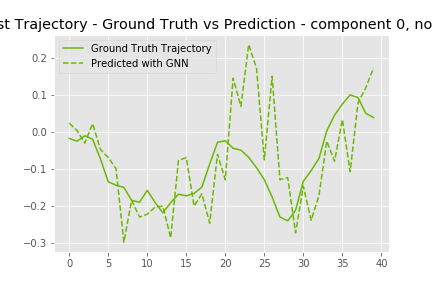 st Trajectory - Ground Truth vs Prediction - component 0, no
Ground Truth Trajectory
Predicted with GNN
0.2
0.1
0.0
−0.1
−0.2
−0.3
0 5 10 15 20 25 30 35 40